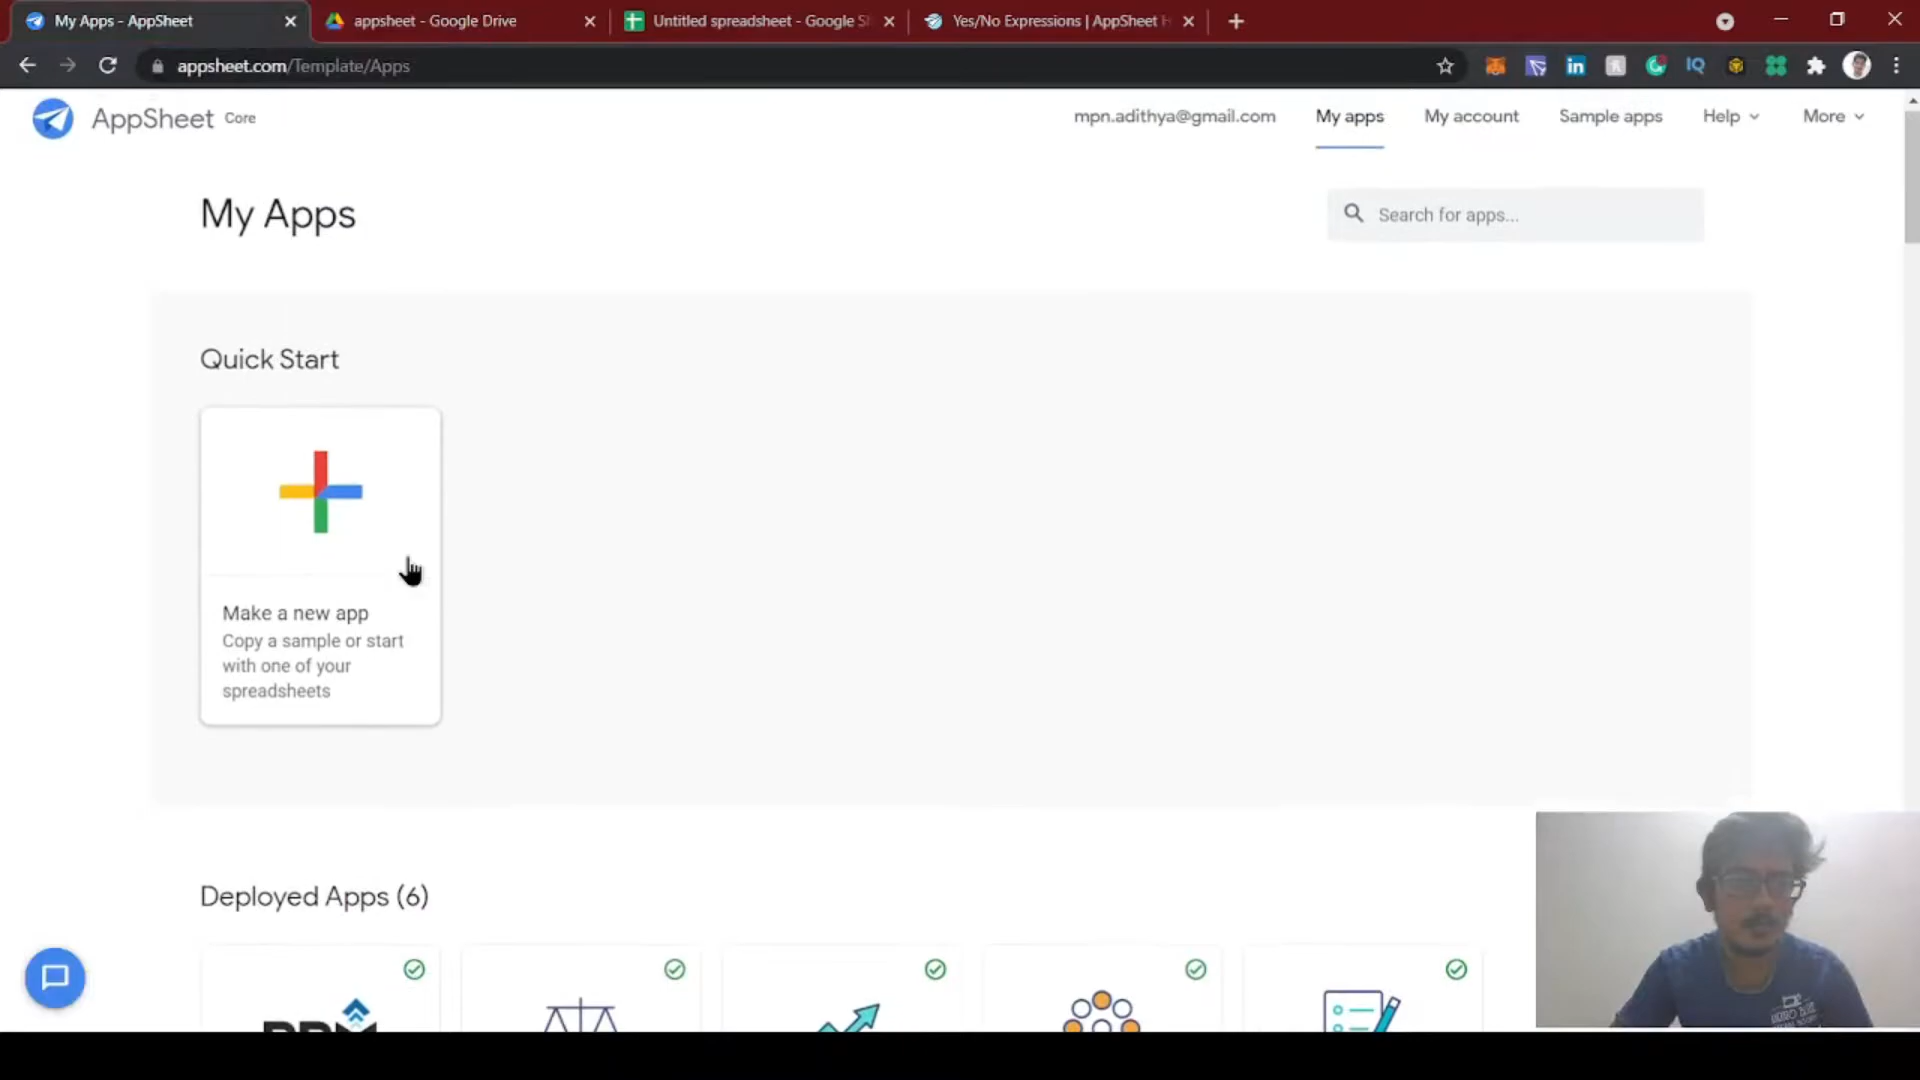 My Apps - AppSheet
appsheet - Google Drive
Untitled spreadsheet - Google S
Yes/No Expressions | AppSheet H
appsheet.com/Template/Apps
AppSheet Core
mpn.adithya@gmail.com
My apps
My account
Sample apps
Help
More
My Apps
Search for apps...
Quick Start
Make a new app
Copy a sample or start
with one of your
spreadsheets
Deployed Apps (6)